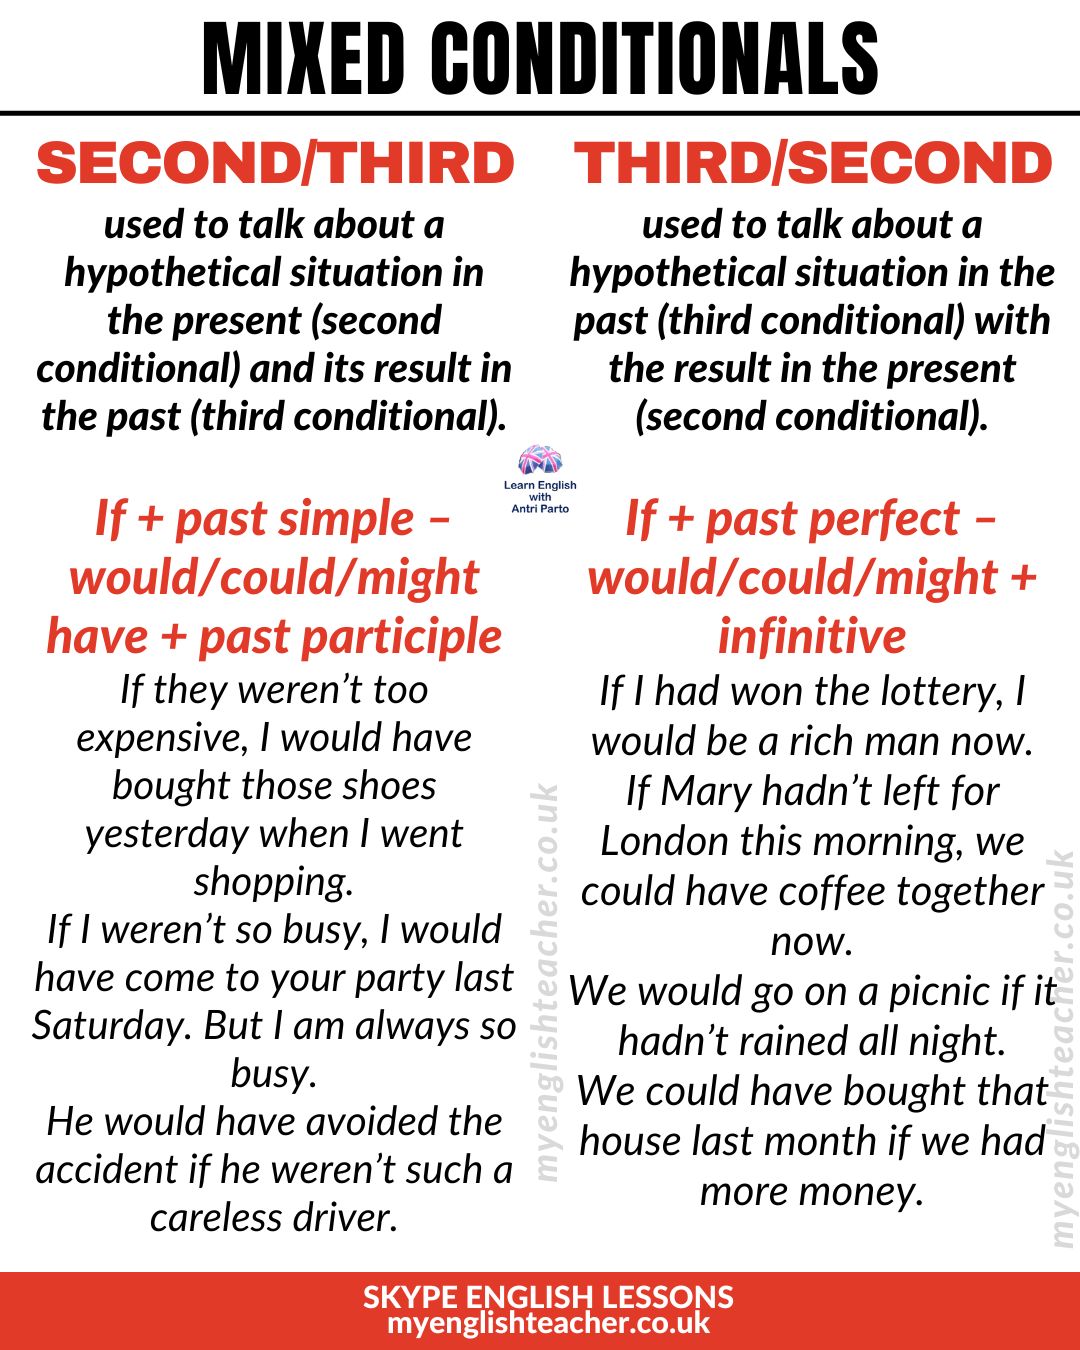 MIXED CONDITIONALS
SECOND/THIRD
used to talk about a
hypothetical situation in
the present (second
conditional) and its result in
the past (third conditional).
If + past simple –
would/could/might
have + past participle
If they weren't too
expensive, I would have
bought those shoes
yesterday when I went
shopping.
If I weren't so busy, I would
have come to your party last
Saturday. But I am always so
busy.
He would have avoided the
accident if he weren't such a
careless driver.
THIRD/SECOND
used to talk about a
hypothetical situation in the
past (third conditional) with
the result in the present
(second conditional).
If + past perfect –
would/could/might +
infinitive
If I had won the lottery, I
would be a rich man now.
If Mary hadn't left for
London this morning, we
could have coffee together
now.
We would go on a picnic if it
hadn't rained all night.
We could have bought that
house last month if we had
more money.
Learn English
with
Antri Parto
myenglishteacher.co.uk
myenglishteacher.co.uk
SKYPE ENGLISH LESSONS
myenglishteacher.co.uk